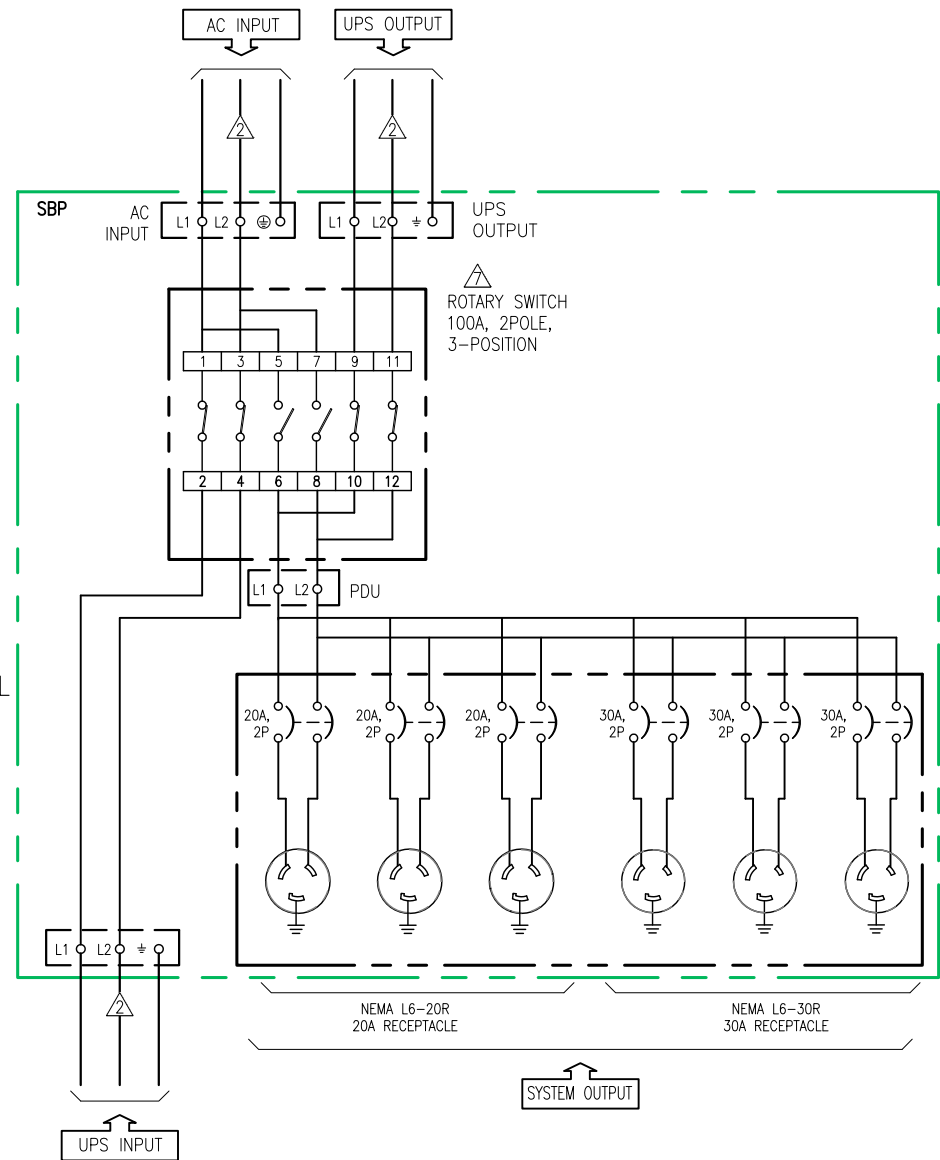 AC INPUT
UPS OUTPUT
2
2
SBP
AC
INPUT
L1
L2
L1
L2
UPS
OUTPUT
7
ROTARY SWITCH
100A, 2POLE,
3-POSITION
1 3 5 7 9 11
2 4 6 8 10 12
L1
L2
PDU
L
20A,
2P
20A,
2P
20A,
2P
30A,
2P
30A,
2P
30A,
2P
L1
L2
2
NEMA L6-20R
20A RECEPTACLE
NEMA L6-30R
30A RECEPTACLE
SYSTEM OUTPUT
UPS INPUT